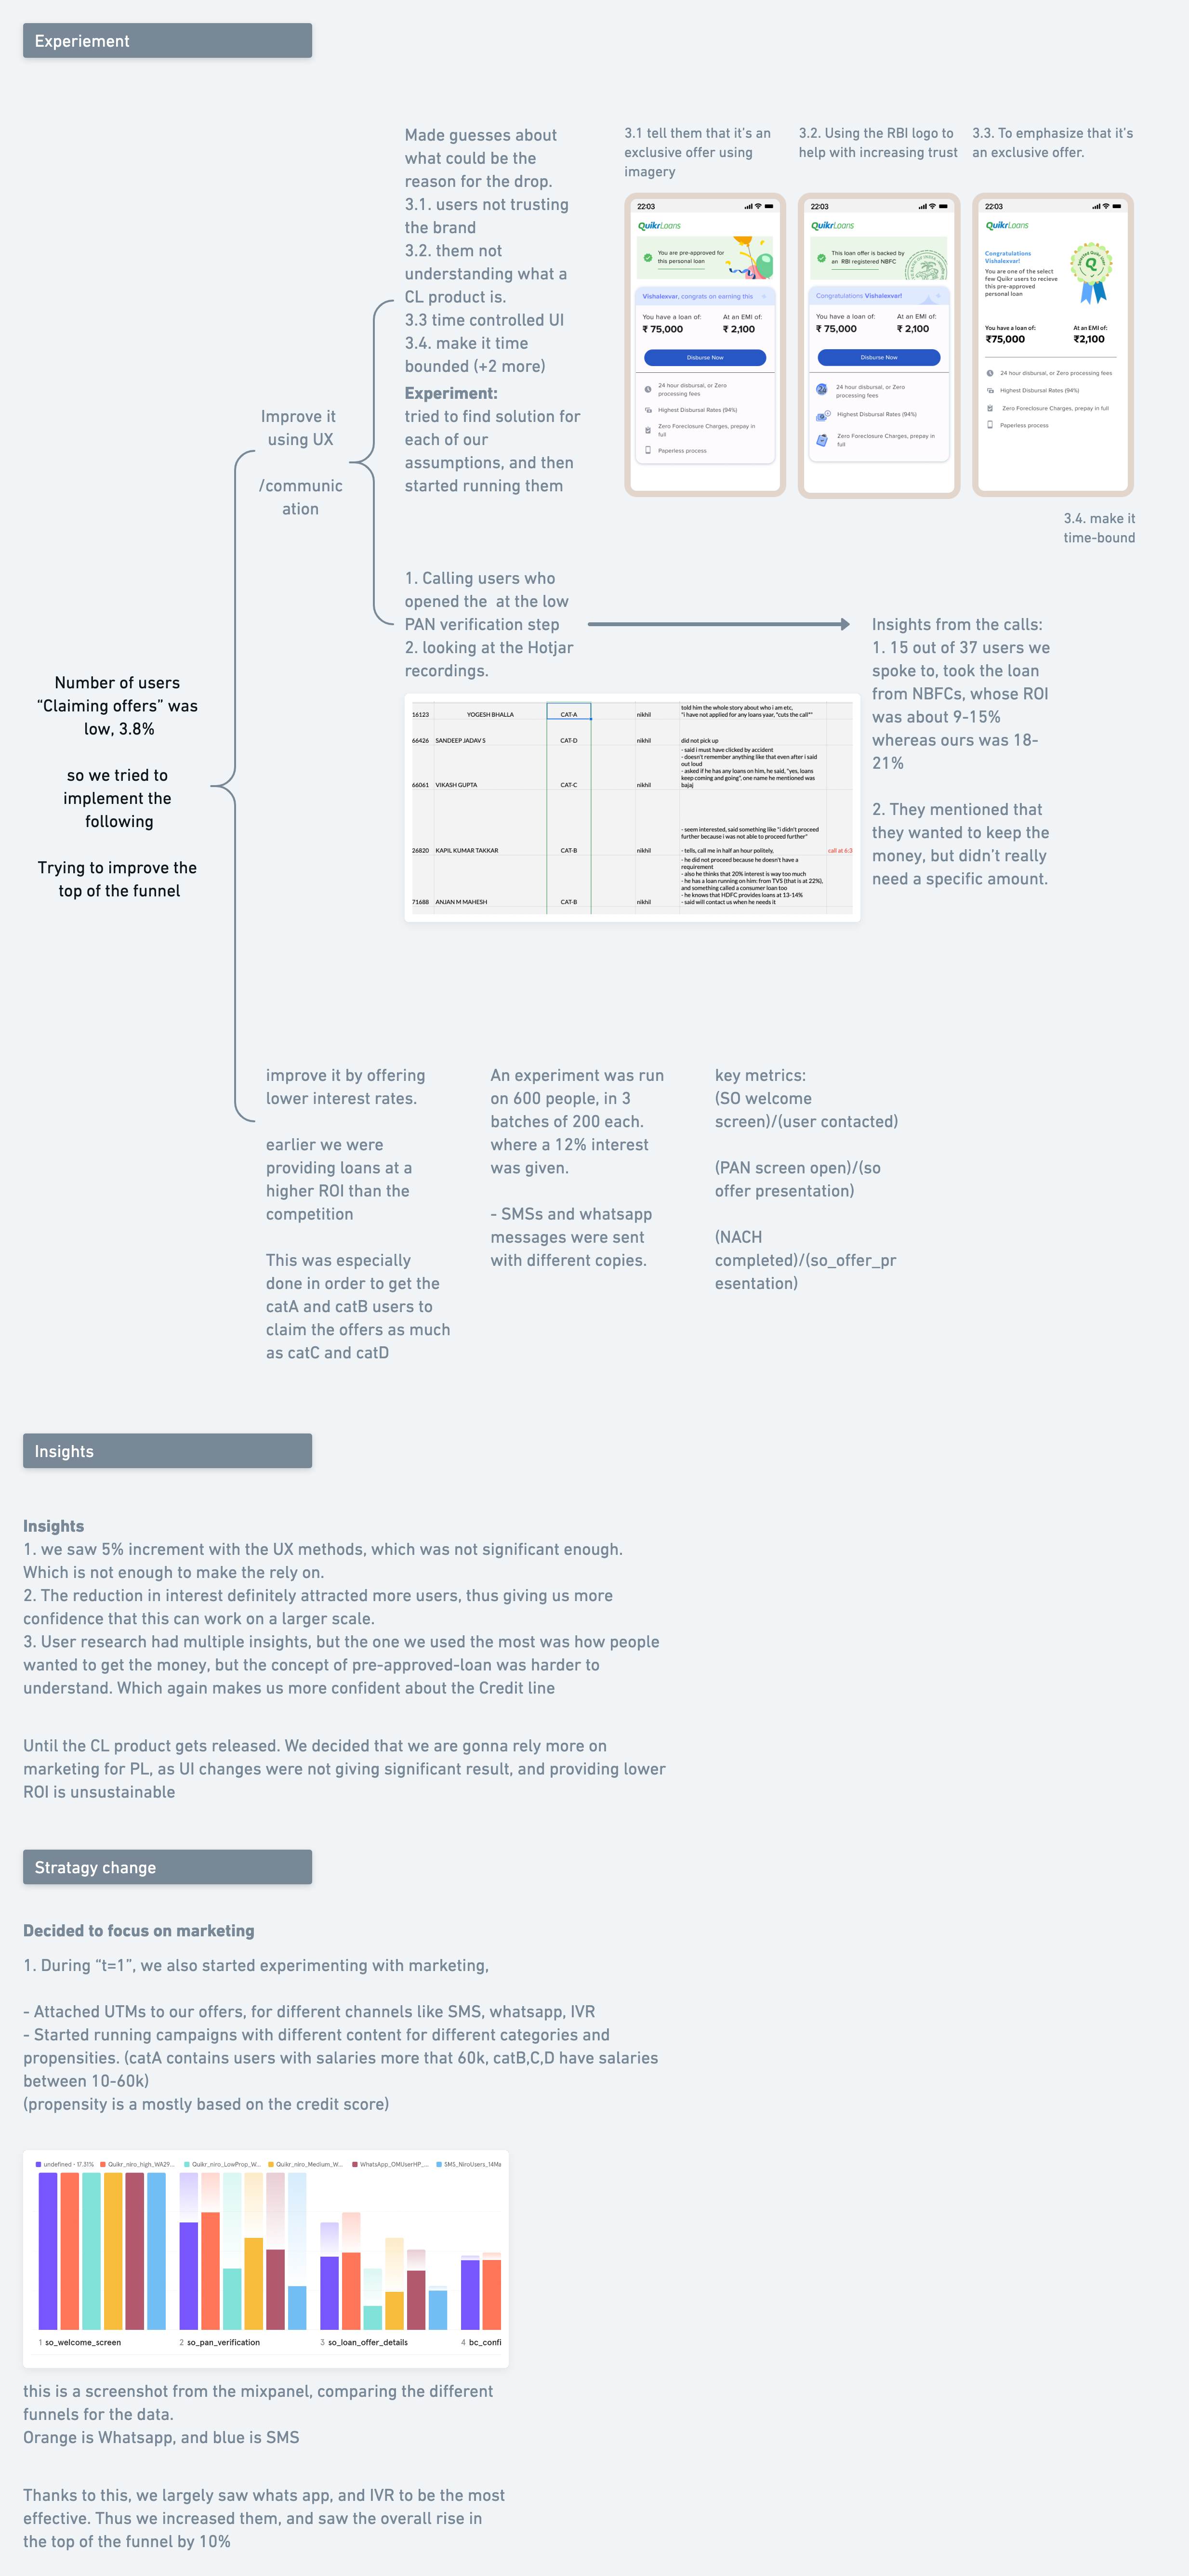 Experiement
Made guesses about
what could be the
reason for the drop.
3.1. users not trusting
the brand
3.2. them not
understanding what a
CL product is.
3.3 time controlled UI
3.4. make it time
bounded (+2 more)
Experiment:
tried to find solution for
each of our
assumptions, and then
started running them
3.1 tell them that it's an
exclusive offer using
imagery
3.2. Using the RBI logo to
help with increasing trust
3.3. To emphasize that it's
an exclusive offer.
22:03
QuikrLoans
You are pre-approved for
this personal loan
Vishalexvar, congrats on earning this
You have a loan of:
At an EMI of:
₹ 75,000
₹ 2,100
Disburse Now
24 hour disbursal, or Zero
processing fees
Highest Disbursal Rates (94%)
Zero Foreclosure Charges, prepay in
full
Paperless process
22:03
QuikrLoans
This loan offer is backed by
an RBI registered NBFC
Congratulations Vishalexvar!
You have a loan of:
At an EMI of:
₹ 75,000
₹ 2,100
Disburse Now
24 hour disbursal, or Zero
processing fees
Highest Disbursal Rates (94%)
Zero Foreclosure Charges, prepay in
full
22:03
QuikrLoans
Congratulations
Vishalexvar!
You are one of the select
few Quikr users to recieve
this pre-approved
personal loan
Q
You have a loan of:
At an EMI of:
₹75,000
₹2,100
24 hour disbursal, or Zero processing fees
Highest Disbursal Rates (94%)
Zero Foreclosure Charges, prepay in full
Paperless process
3.4. make it
time-bound
Improve it
using UX
/communic
ation
1. Calling users who
opened the at the low
PAN verification step
2. looking at the Hotjar
recordings.
Insights from the calls:
1. 15 out of 37 users we
spoke to, took the loan
from NBFCs, whose ROI
was about 9-15%
whereas ours was 18-
21%
2. They mentioned that
they wanted to keep the
money, but didn't really
need a specific amount.
told him the whole story about who i am etc,
16123 YOGESH BHALLA CAT-A nikhil "i have not applied for any loans yaar, "cuts the call""
66426 SANDEEP JADAV S CAT-D nikhil did not pick up
- said i must have clicked by accident
- doesn't remember anything like that even after i said
out loud
- asked if he has any loans on him, he said, "yes, loans
keep coming and going", one name he mentioned was
66061 VIKASH GUPTA CAT-C nikhil bajaj
- seem interested, said something like "i didn't proceed
further because i was not able to proceed further"
26820 KAPIL KUMAR TAKKAR CAT-B nikhil - tells, call me in half an hour politely, call at 6:3
- he did not proceed because he doesn't have a
requirement
- also he thinks that 20% interest is way too much
- he has a loan running on him: from TVS (that is at 22%),
and something called a consumer loan too
- he knows that HDFC provides loans at 13-14%
71688 ANJAN M MAHESH CAT-B nikhil - said will contact us when he needs it
Number of users
“Claiming offers” was
low, 3.8%
so we tried to
implement the
following
Trying to improve the
top of the funnel
improve it by offering
lower interest rates.
earlier we were
providing loans at a
higher ROI than the
competition
This was especially
done in order to get the
catA and catB users to
claim the offers as much
as catC and catD
An experiment was run
on 600 people, in 3
batches of 200 each.
where a 12% interest
was given.
- SMSs and whatsapp
messages were sent
with different copies.
key metrics:
(SO welcome
screen)/(user contacted)
(PAN screen open)/(so
offer presentation)
(NACH
completed)/(so_offer_pr
esentation)
Insights
Insights
1. we saw 5% increment with the UX methods, which was not significant enough.
Which is not enough to make the rely on.
2. The reduction in interest definitely attracted more users, thus giving us more
confidence that this can work on a larger scale.
3. User research had multiple insights, but the one we used the most was how people
wanted to get the money, but the concept of pre-approved-loan was harder to
understand. Which again makes us more confident about the Credit line
Until the CL product gets released. We decided that we are gonna rely more on
marketing for PL, as UI changes were not giving significant result, and providing lower
ROI is unsustainable
Stratagy change
Decided to focus on marketing
1. During “t=1”, we also started experimenting with marketing,
- Attached UTMs to our offers, for different channels like SMS, whatsapp, IVR
- Started running campaigns with different content for different categories and
propensities. (catA contains users with salaries more that 60k, catB,C,D have salaries
between 10-60k)
(propensity is a mostly based on the credit score)
undefined - 17.31% Quikr_niro_high_WA29... Quikr_niro_LowProp_W... Quikr_niro_Medium_W... WhatsApp_OMUserHP_... SMS_NiroUsers_14Ma
1 so_welcome_screen 2 so_pan_verification 3 so_loan_offer_details 4 bc_confi
this is a screenshot from the mixpanel, comparing the different
funnels for the data.
Orange is Whatsapp, and blue is SMS
Thanks to this, we largely saw whats app, and IVR to be the most
effective. Thus we increased them, and saw the overall rise in
the top of the funnel by 10%